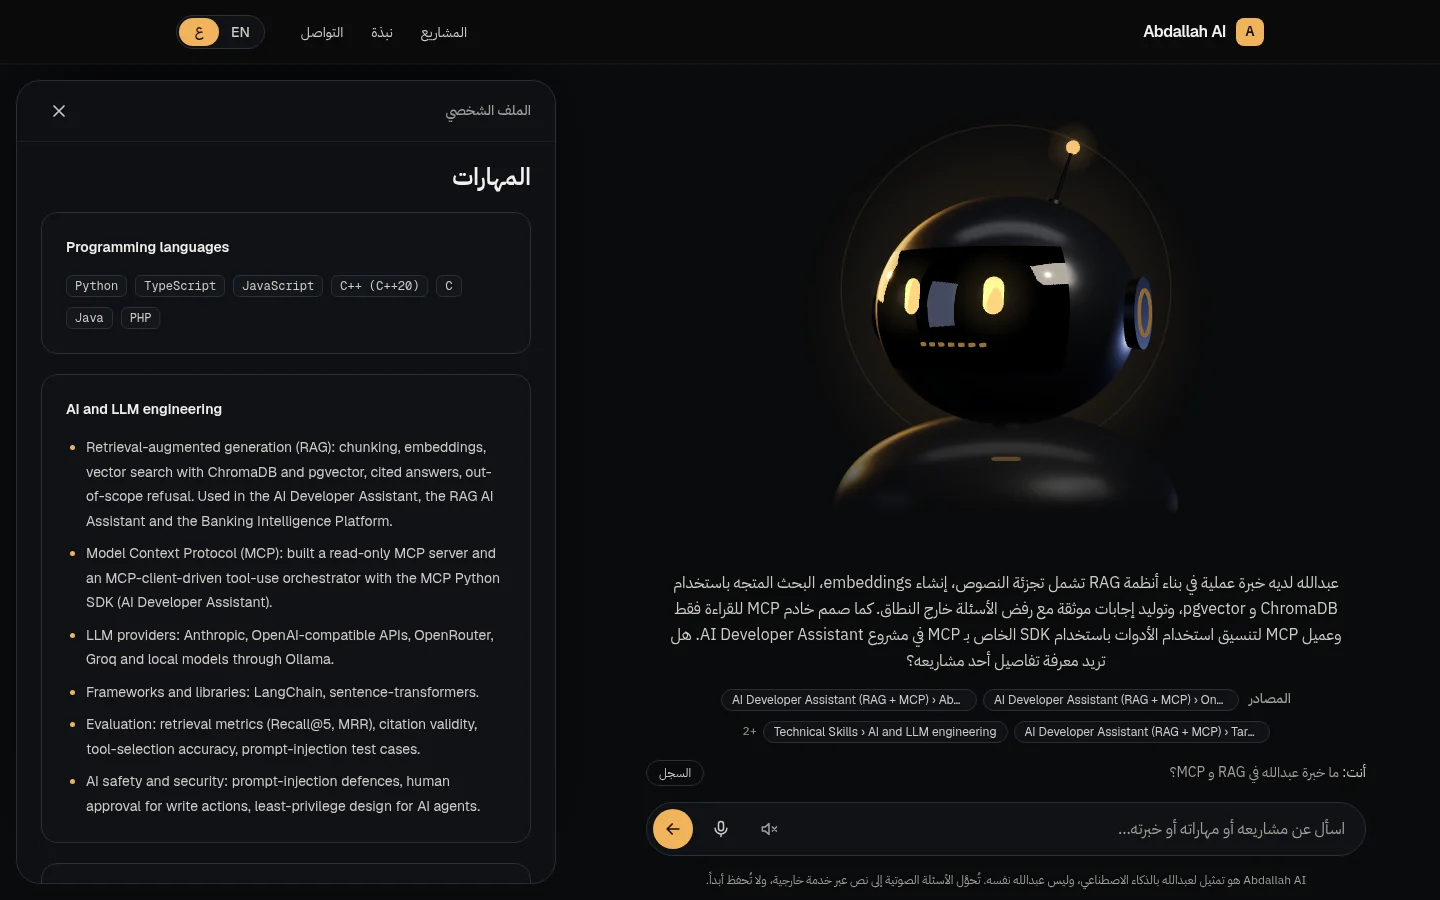 A
Abdallah AI
المشاريع
نبذة
التواصل
EN
ع
الملف الشخصي
المهارات
Programming languages
Python
TypeScript
JavaScript
C++ (C++20)
C
Java
PHP
AI and LLM engineering
Retrieval-augmented generation (RAG): chunking, embeddings,
vector search with ChromaDB and pgvector, cited answers, out-
of-scope refusal. Used in the AI Developer Assistant, the RAG AI
Assistant and the Banking Intelligence Platform.
Model Context Protocol (MCP): built a read-only MCP server and
an MCP-client-driven tool-use orchestrator with the MCP Python
SDK (AI Developer Assistant).
LLM providers: Anthropic, OpenAI-compatible APIs, OpenRouter,
Groq and local models through Ollama.
Frameworks and libraries: LangChain, sentence-transformers.
Evaluation: retrieval metrics (Recall@5, MRR), citation validity,
tool-selection accuracy, prompt-injection test cases.
AI safety and security: prompt-injection defences, human
approval for write actions, least-privilege design for AI agents.
عبدالله لديه خبرة عملية في بناء أنظمة RAG تشمل تجزئة النصوص، إنشاء embeddings، البحث المتجه باستخدام
ChromaDB و pgvector، وتوليد إجابات موثقة مع رفض الأسئلة خارج النطاق. كما صمم خادم MCP للقراءة فقط
وعميل MCP لتنسيق استخدام الأدوات باستخدام SDK الخاص بـ MCP في مشروع AI Developer Assistant. هل
تريد معرفة تفاصيل أحد مشاريعه؟
المصادر
AI Developer Assistant (RAG + MCP) › On...
AI Developer Assistant (RAG + MCP) › Ab...
AI Developer Assistant (RAG + MCP) › Tar...
Technical Skills › AI and LLM engineering
2+
أنت: ما خبرة عبدالله في RAG و MCP؟
السجل
اسأل عن مشاريعه أو مهاراته أو خبرته...
Abdallah AI هو تمثيل لعبدالله بالذكاء الاصطناعي، وليس عبدالله نفسه. تُحوَّل الأسئلة الصوتية إلى نص عبر خدمة خارجية، ولا تُحفظ أبداً.